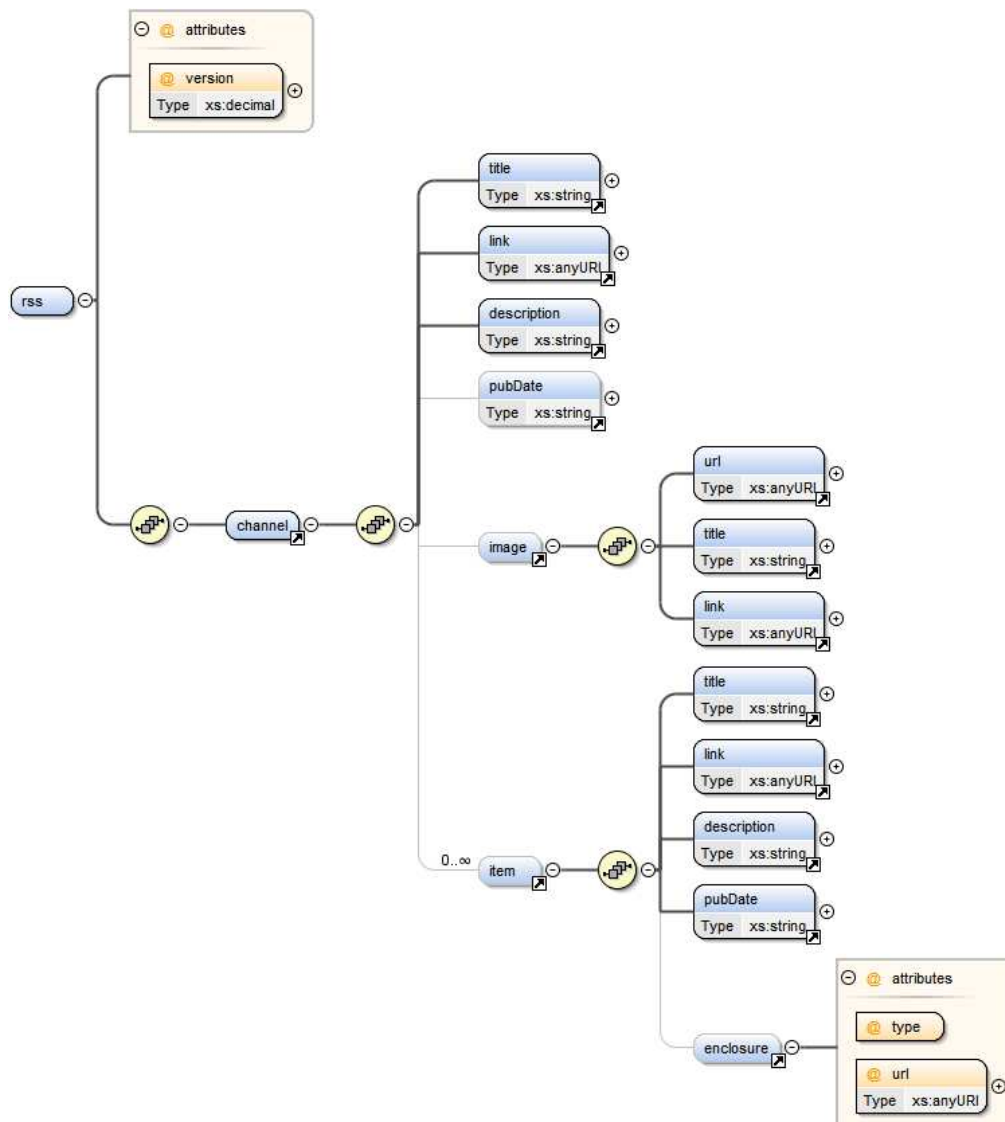 @ attributes
@ version
Type xs:decimal
title
Type xs:string
link
Type xs:anyURI
description
Type xs:string
rss
pubDate
Type xs:string
url
Type xs:anyURI
channel
title
Type xs:string
image
link
Type xs:anyURI
title
Type xs:string
link
Type xs:anyURI
description
Type xs:string
0..∞
item
pubDate
Type xs:string
@ attributes
@ type
enclosure
@ url
Type xs:anyURI